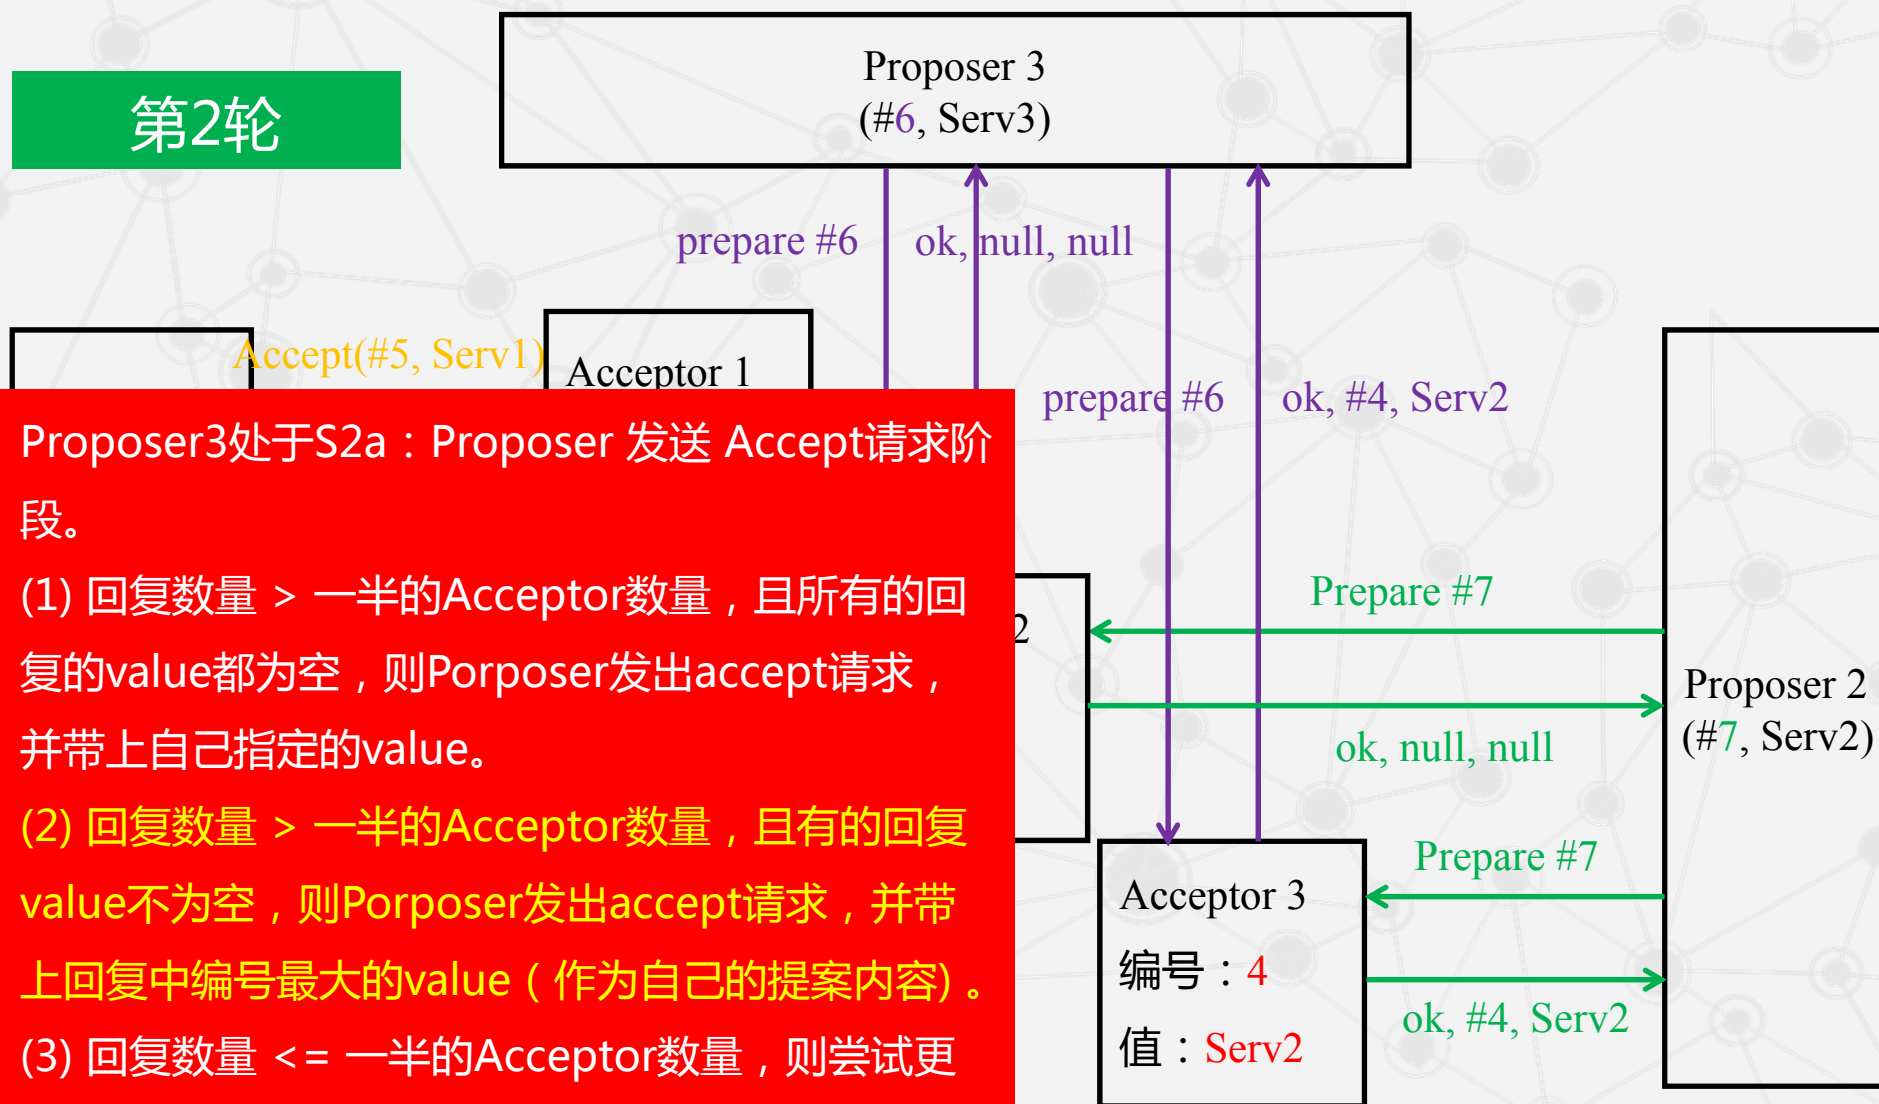 Proposer 3
(#6, Serv3)
第2轮
prepare #6
ok, null, null
Accept(#5, Serv1)
Acceptor 1
prepare #6
ok, #4, Serv2
Proposer3处于S2a：Proposer 发送 Accept请求阶
段。
(1) 回复数量 > 一半的Acceptor数量，且所有的回
复的value都为空，则Porposer发出accept请求，
并带上自己指定的value。
(2) 回复数量 > 一半的Acceptor数量，且有的回复
value不为空，则Porposer发出accept请求，并带
上回复中编号最大的value（作为自己的提案内容)。
(3) 回复数量 <= 一半的Acceptor数量，则尝试更
2
Prepare #7
ok, null, null
Proposer 2
(#7, Serv2)
Prepare #7
ok, #4, Serv2
Acceptor 3
编号：4
值：Serv2